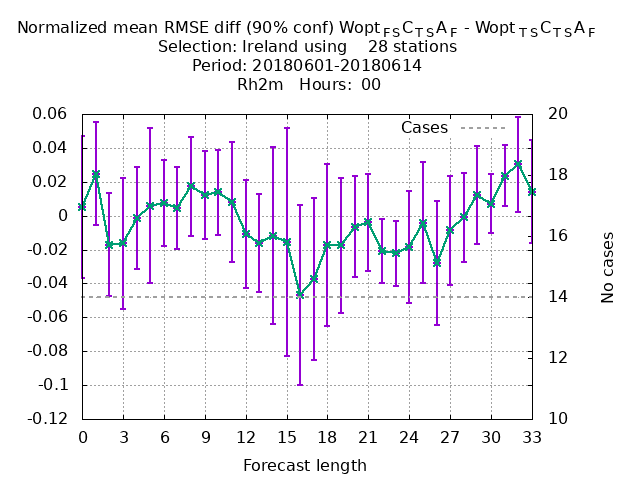 Normalized mean RMSE diff (90% conf) Wopt_FS C_TS A_F - Wopt_TS C_TS A_F
Selection: Ireland using 28 stations
Period: 20180601-20180614
Rh2m Hours: 00
Cases
0.06
0.04
0.02
0
-0.02
-0.04
-0.06
-0.08
-0.1
-0.12
20
18
16
14
12
10
No cases
0 3 6 9 12 15 18 21 24 27 30 33
Forecast length